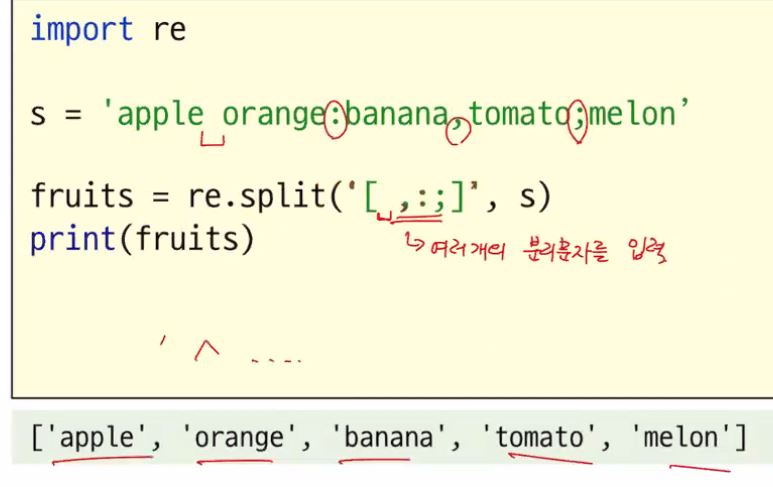 import re
s = 'apple orange:banana,tomato;melon’
fruits = re.split('[ ,:;]', s)
print(fruits)
↳ 여러개의 분리문자를 입력
' ^ ....
['apple', 'orange', 'banana', 'tomato', 'melon']